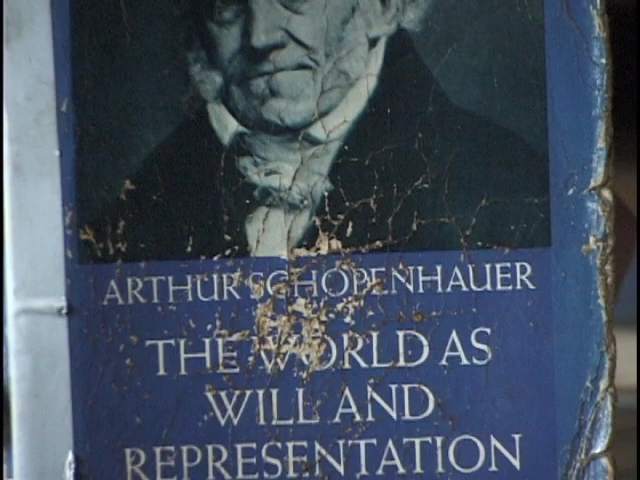 ARTHUR SCHOPENHAUER
THE WORLD AS
WILL AND
REPRESENTATION